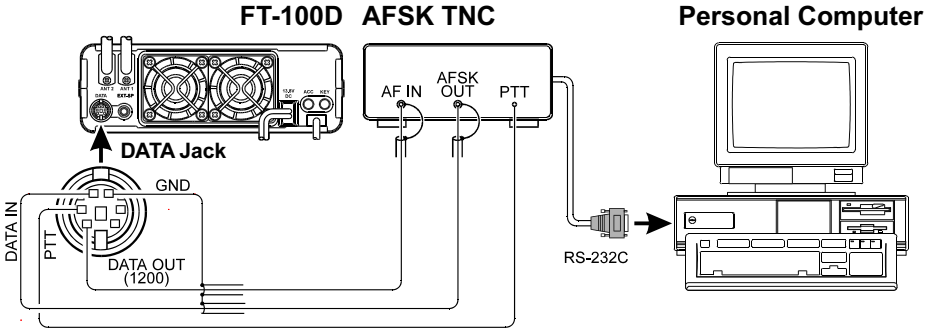 FT-100D
AFSK TNC
Personal Computer
ANT 2
ANT 1
DATA
EXT-SP
13.8V
DC
ACC
KEY
AF IN
AFSK
OUT
PTT
DATA Jack
GND
DATA IN
PTT
DATA OUT
(1200)
RS-232C